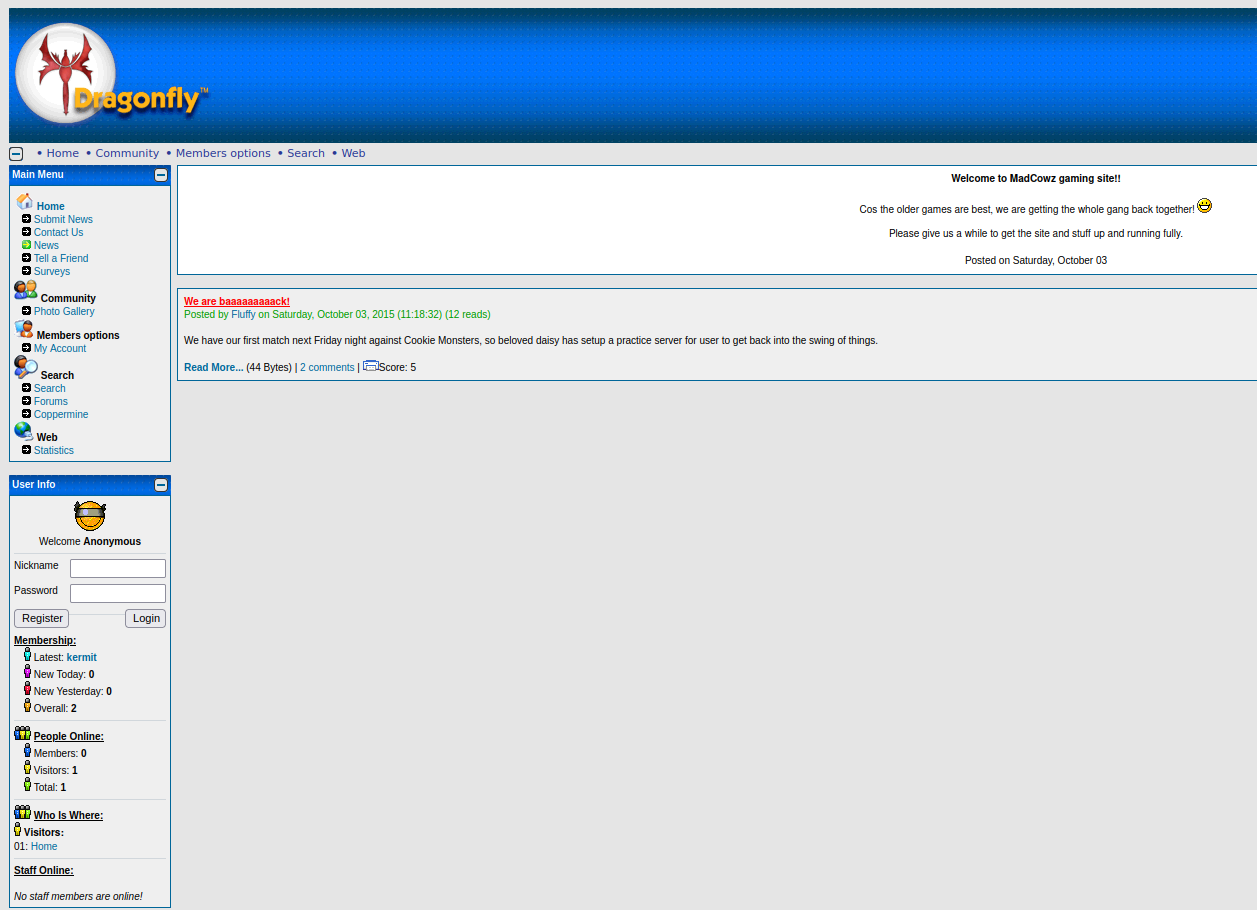 Dragonfly™
• Home • Community • Members options • Search • Web
Main Menu
Home
Submit News
Contact Us
News
Tell a Friend
Surveys
Community
Photo Gallery
Members options
My Account
Search
Search
Forums
Coppermine
Web
Statistics
User Info
Welcome Anonymous
Nickname
Password
Register Login
Membership:
Latest: kermit
New Today: 0
New Yesterday: 0
Overall: 2
People Online:
Members: 0
Visitors: 1
Total: 1
Who Is Where:
Visitors:
01: Home
Staff Online:
No staff members are online!
Welcome to MadCowz gaming site!!
Cos the older games are best, we are getting the whole gang back together!
Please give us a while to get the site and stuff up and running fully.
Posted on Saturday, October 03
We are baaaaaaaaack!
Posted by Fluffy on Saturday, October 03, 2015 (11:18:32) (12 reads)
We have our first match next Friday night against Cookie Monsters, so beloved daisy has setup a practice server for user to get back into the swing of things.
Read More... (44 Bytes) | 2 comments | Score: 5